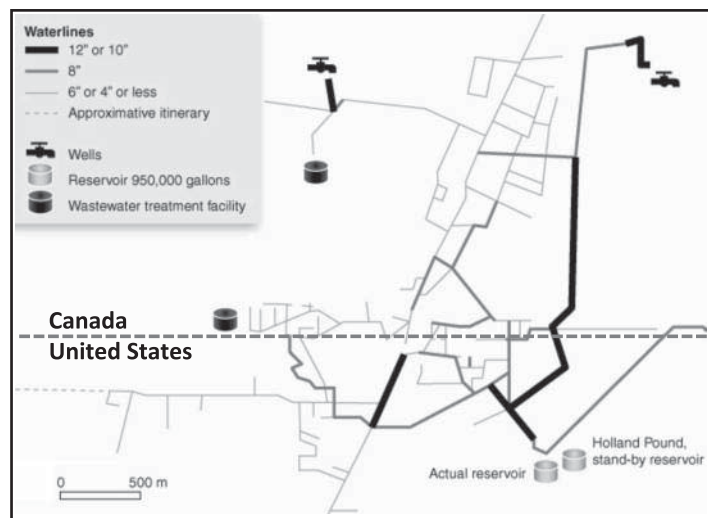 Waterlines
12" or 10"
8"
6" or 4" or less
Approximative itinerary
Wells
Reservoir 950,000 gallons
Wastewater treatment facility
Canada
United States
Holland Pound,
stand-by reservoir
Actual reservoir
0 500 m